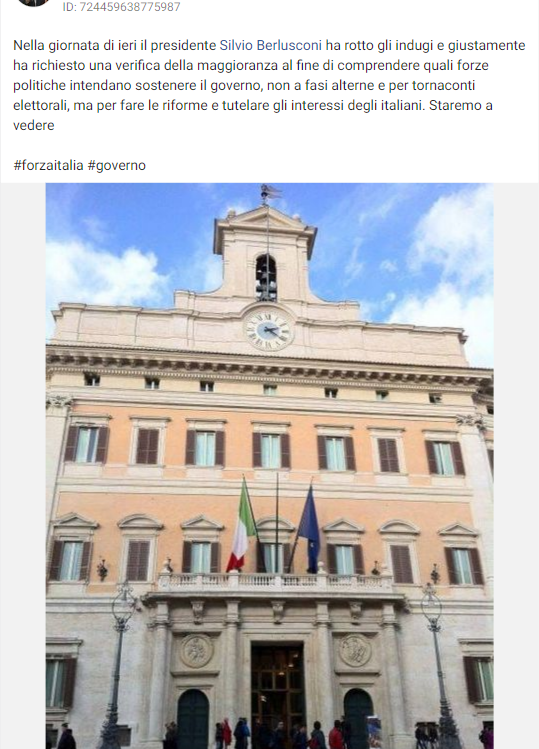 ID: 724459638775987
Nella giornata di ieri il presidente Silvio Berlusconi ha rotto gli indugi e giustamente
ha richiesto una verifica della maggioranza al fine di comprendere quali forze
politiche intendano sostenere il governo, non a fasi alterne e per tornaconti
elettorali, ma per fare le riforme e tutelare gli interessi degli italiani. Staremo a
vedere
#forzaitalia #governo